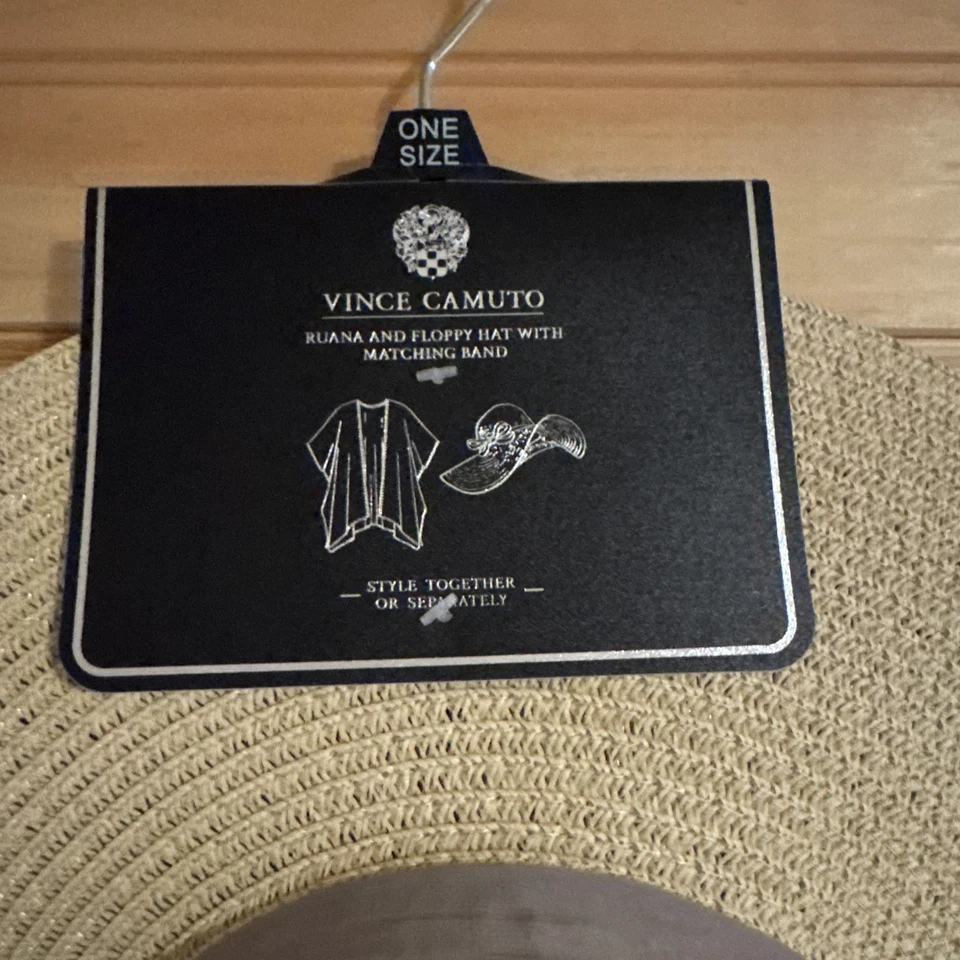 ONE
SIZE
VINCE CAMUTO
RUANA AND FLOPPY HAT WITH
MATCHING BAND
STYLE TOGETHER
OR SEPARATELY